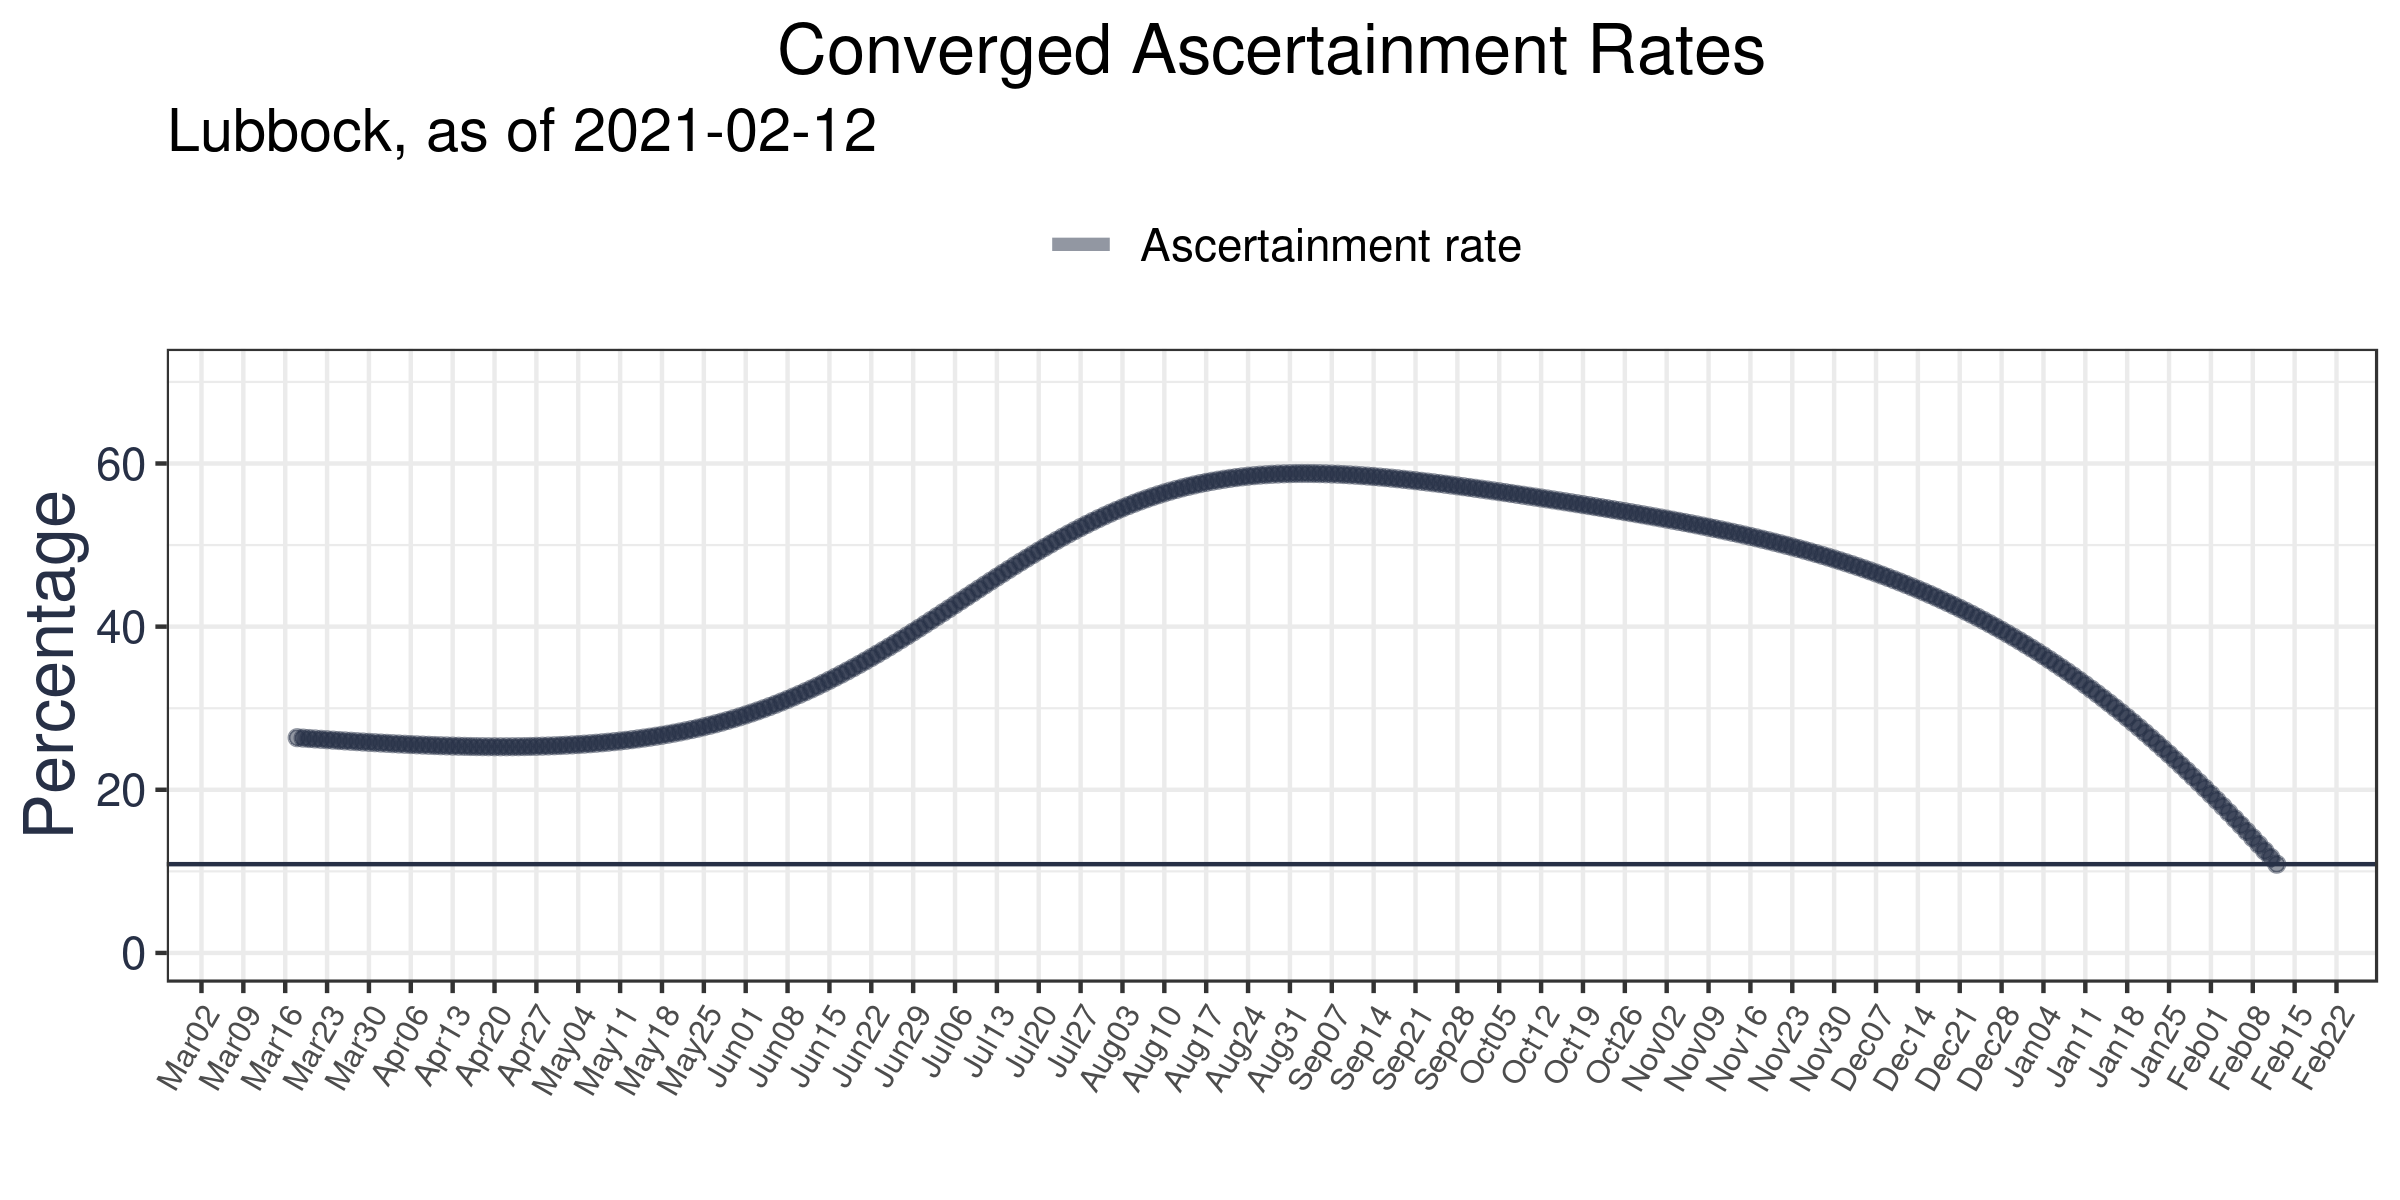 Converged Ascertainment Rates
Lubbock, as of 2021-02-12
Ascertainment rate
Percentage
60
40
20
0
Mar02 Mar09 Mar16 Mar23 Mar30 Apr06 Apr13 Apr20 Apr27 May04 May11 May18 May25 Jun01 Jun08 Jun15 Jun22 Jun29 Jul06 Jul13 Jul20 Jul27 Aug03 Aug10 Aug17 Aug24 Aug31 Sep07 Sep14 Sep21 Sep28 Oct05 Oct12 Oct19 Oct26 Nov02 Nov09 Nov16 Nov23 Nov30 Dec07 Dec14 Dec21 Dec28 Jan04 Jan11 Jan18 Jan25 Feb01 Feb08 Feb15 Feb22